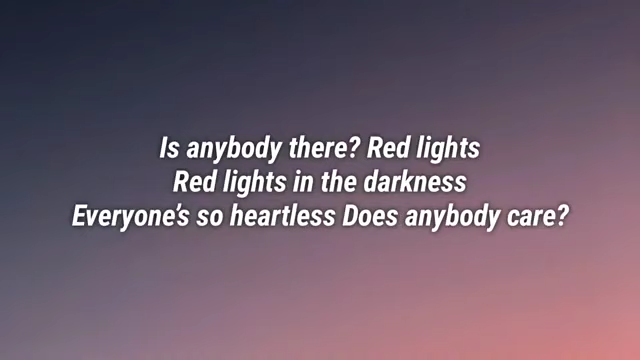 Is anybody there? Red lights
Red lights in the darkness
Everyone's so heartless Does anybody care?